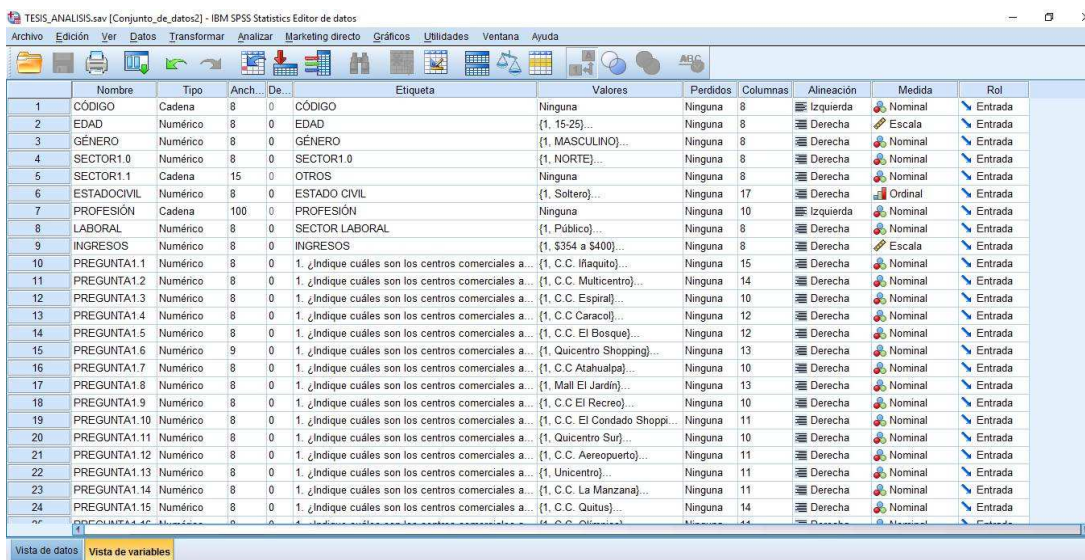 TESIS_ANALISIS.sav [Conjunto_de_datos2] - IBM SPSS Statistics Editor de datos
Archivo Edición Ver Datos Transformar Analizar Marketing directo Gráficos Utilidades Ventana Ayuda
Nombre Tipo Anch... De... Etiqueta Valores Perdidos Columnas Alineación Medida Rol
1 CÓDIGO Cadena 8 0 CÓDIGO Ninguna Ninguna 8 Izquierda Nominal Entrada
2 EDAD Numérico 8 0 EDAD {1, 15-25}... Ninguna 8 Derecha Escala Entrada
3 GÉNERO Numérico 8 0 GÉNERO {1, MASCULINO}... Ninguna 8 Derecha Nominal Entrada
4 SECTOR1.0 Numérico 8 0 SECTOR1.0 {1, NORTE}... Ninguna 8 Derecha Nominal Entrada
5 SECTOR1.1 Cadena 15 0 OTROS Ninguna Ninguna 8 Derecha Nominal Entrada
6 ESTADOCIVIL Numérico 8 0 ESTADO CIVIL {1, Soltero}... Ninguna 17 Derecha Ordinal Entrada
7 PROFESIÓN Cadena 100 0 PROFESIÓN Ninguna Ninguna 10 Izquierda Nominal Entrada
8 LABORAL Numérico 8 0 SECTOR LABORAL {1, Público}... Ninguna 8 Derecha Nominal Entrada
9 INGRESOS Numérico 8 0 INGRESOS {1, $354 a $400}... Ninguna 8 Derecha Escala Entrada
10 PREGUNTA1.1 Numérico 8 0 1. ¿Indique cuáles son los centros comerciales a... {1, C.C. Iñaquito}... Ninguna 15 Derecha Nominal Entrada
11 PREGUNTA1.2 Numérico 8 0 1. ¿Indique cuáles son los centros comerciales a... {1, C.C. Multicentro}... Ninguna 14 Derecha Nominal Entrada
12 PREGUNTA1.3 Numérico 8 0 1. ¿Indique cuáles son los centros comerciales a... {1, C.C. Espiral}... Ninguna 10 Derecha Nominal Entrada
13 PREGUNTA1.4 Numérico 8 0 1. ¿Indique cuáles son los centros comerciales a... {1, C.C Caracol}... Ninguna 12 Derecha Nominal Entrada
14 PREGUNTA1.5 Numérico 8 0 1. ¿Indique cuáles son los centros comerciales a... {1, C.C. El Bosque}... Ninguna 12 Derecha Nominal Entrada
15 PREGUNTA1.6 Numérico 9 0 1. ¿Indique cuáles son los centros comerciales a... {1, Quicentro Shopping}... Ninguna 13 Derecha Nominal Entrada
16 PREGUNTA1.7 Numérico 8 0 1. ¿Indique cuáles son los centros comerciales a... {1, C.C Atahualpa}... Ninguna 10 Derecha Nominal Entrada
17 PREGUNTA1.8 Numérico 8 0 1. ¿Indique cuáles son los centros comerciales a... {1, Mall El Jardín}... Ninguna 13 Derecha Nominal Entrada
18 PREGUNTA1.9 Numérico 8 0 1. ¿Indique cuáles son los centros comerciales a... {1, C.C El Recreo}... Ninguna 10 Derecha Nominal Entrada
19 PREGUNTA1.10 Numérico 8 0 1. ¿Indique cuáles son los centros comerciales a... {1, C.C. El Condado Shoppi... Ninguna 11 Derecha Nominal Entrada
20 PREGUNTA1.11 Numérico 8 0 1. ¿Indique cuáles son los centros comerciales a... {1, Quicentro Sur}... Ninguna 10 Derecha Nominal Entrada
21 PREGUNTA1.12 Numérico 8 0 1. ¿Indique cuáles son los centros comerciales a... {1, C.C. Aereopuerto}... Ninguna 11 Derecha Nominal Entrada
22 PREGUNTA1.13 Numérico 8 0 1. ¿Indique cuáles son los centros comerciales a... {1, Unicentro}... Ninguna 11 Derecha Nominal Entrada
23 PREGUNTA1.14 Numérico 8 0 1. ¿Indique cuáles son los centros comerciales a... {1, C.C. La Manzana}... Ninguna 11 Derecha Nominal Entrada
24 PREGUNTA1.15 Numérico 8 0 1. ¿Indique cuáles son los centros comerciales a... {1, C.C. Quitus}... Ninguna 14 Derecha Nominal Entrada
Vista de datos Vista de variables